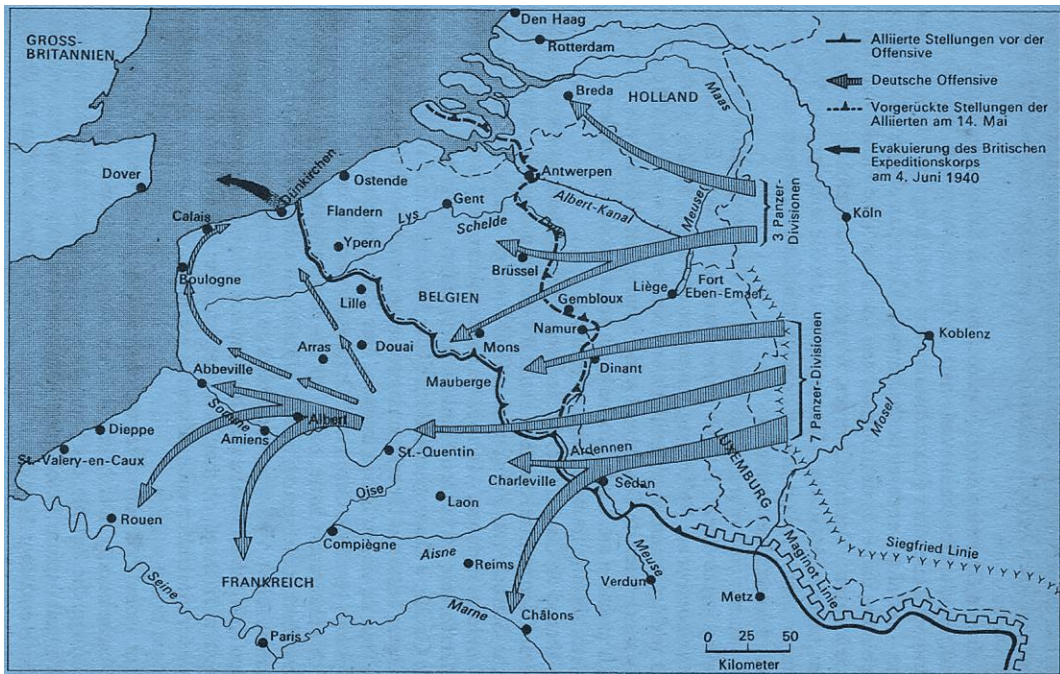 GROSS-
BRITANNIEN
Den Haag
Rotterdam
Breda
HOLLAND
Maas
Alliierte Stellungen vor der
Offensive
Deutsche Offensive
Vorgerückte Stellungen der
Alliierten am 14. Mai
Evakuierung des Britischen
Expeditionskorps
am 4. Juni 1940
Dover
Dünkirchen
Ostende
Antwerpen
Calais
Flandern
Lys
Gent
Schelde
Albert-Kanal
Meuse
3 Panzer-
Divisionen
Köln
Ypern
Brüssel
Boulogne
Lille
BELGIEN
Gembloux
Liège
Fort
Eben-Emael
Namur
Koblenz
Arras
Douai
Mons
Dinant
7 Panzer-Divisionen
Abbeville
Mauberge
Mosel
Somme
Albert
Dieppe
Amiens
St.-Valery-en-Caux
St.-Quentin
Ardennen
LUXEMBURG
Charleville
Sedan
Oise
Laon
Rouen
Compiègne
Aisne
Reims
Meuse
Siegfried Linie
Maginot Linie
Seine
FRANKREICH
Verdun
Metz
Marne
Châlons
Paris
0 25 50
Kilometer